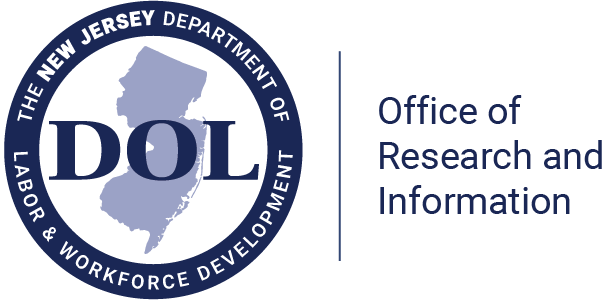 THE NEW JERSEY DEPARTMENT OF
LABOR & WORKFORCE DEVELOPMENT
DOL
Office of
Research and
Information